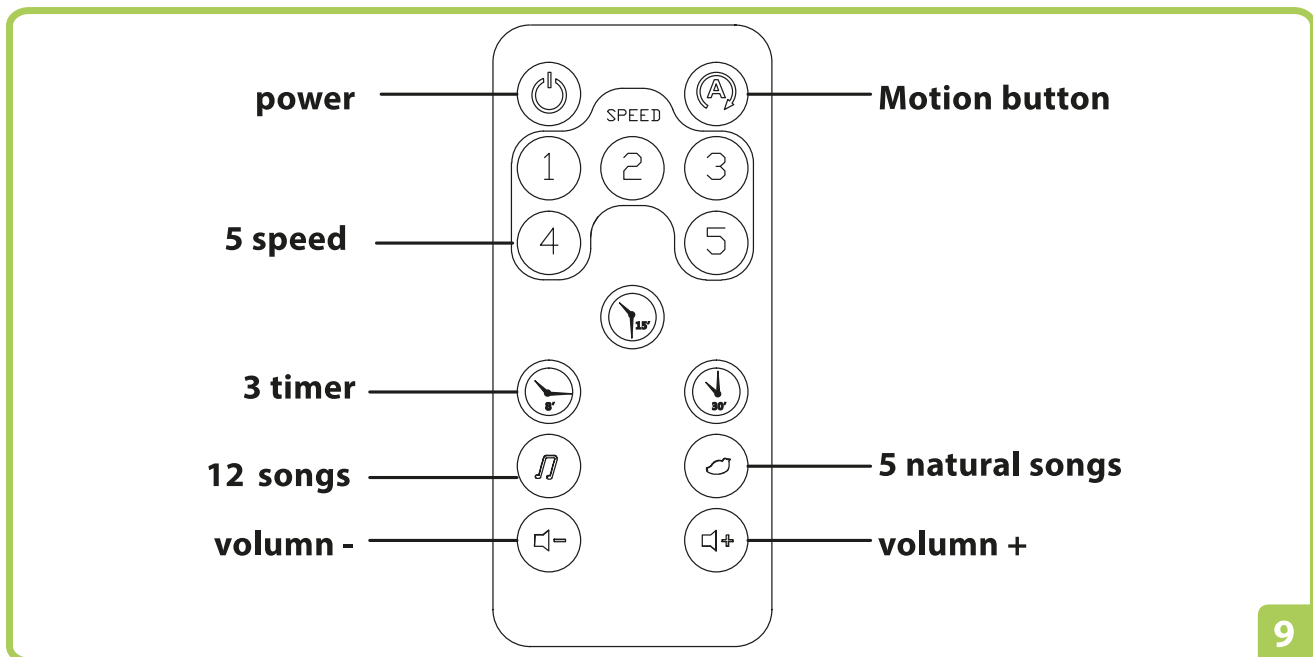 power
Motion button
A
SPEED
1 2 3
5 speed
4 5
15'
3 timer
8' 30'
12 songs
5 natural songs
volumn -
volumn +
9